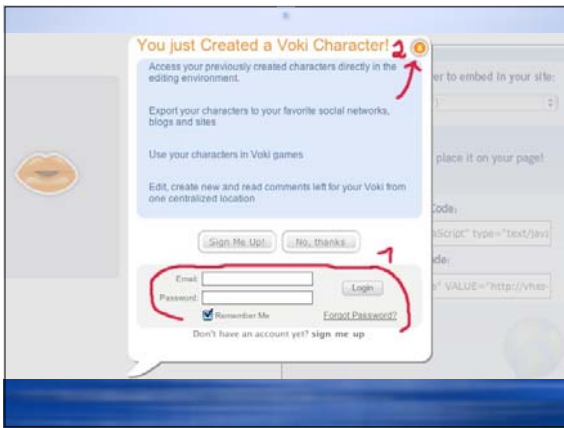 You just Created a Voki Character! 2
Access your previously created characters directly in the
editing environment.
Export your characters to your favorite social networks,
blogs and sites
Use your characters in Voki games
Edit, create new and read comments left for your Voki from
one centralized location
Sign Me Up! No, thanks
1
Email:
Password:
Login
Remember Me
Forgot Password?
Don't have an account yet? sign me up
er to embed in your site:
place it on your page!
Code:
aScript" type="text/java
de:
s" VALUE="http://vhss-